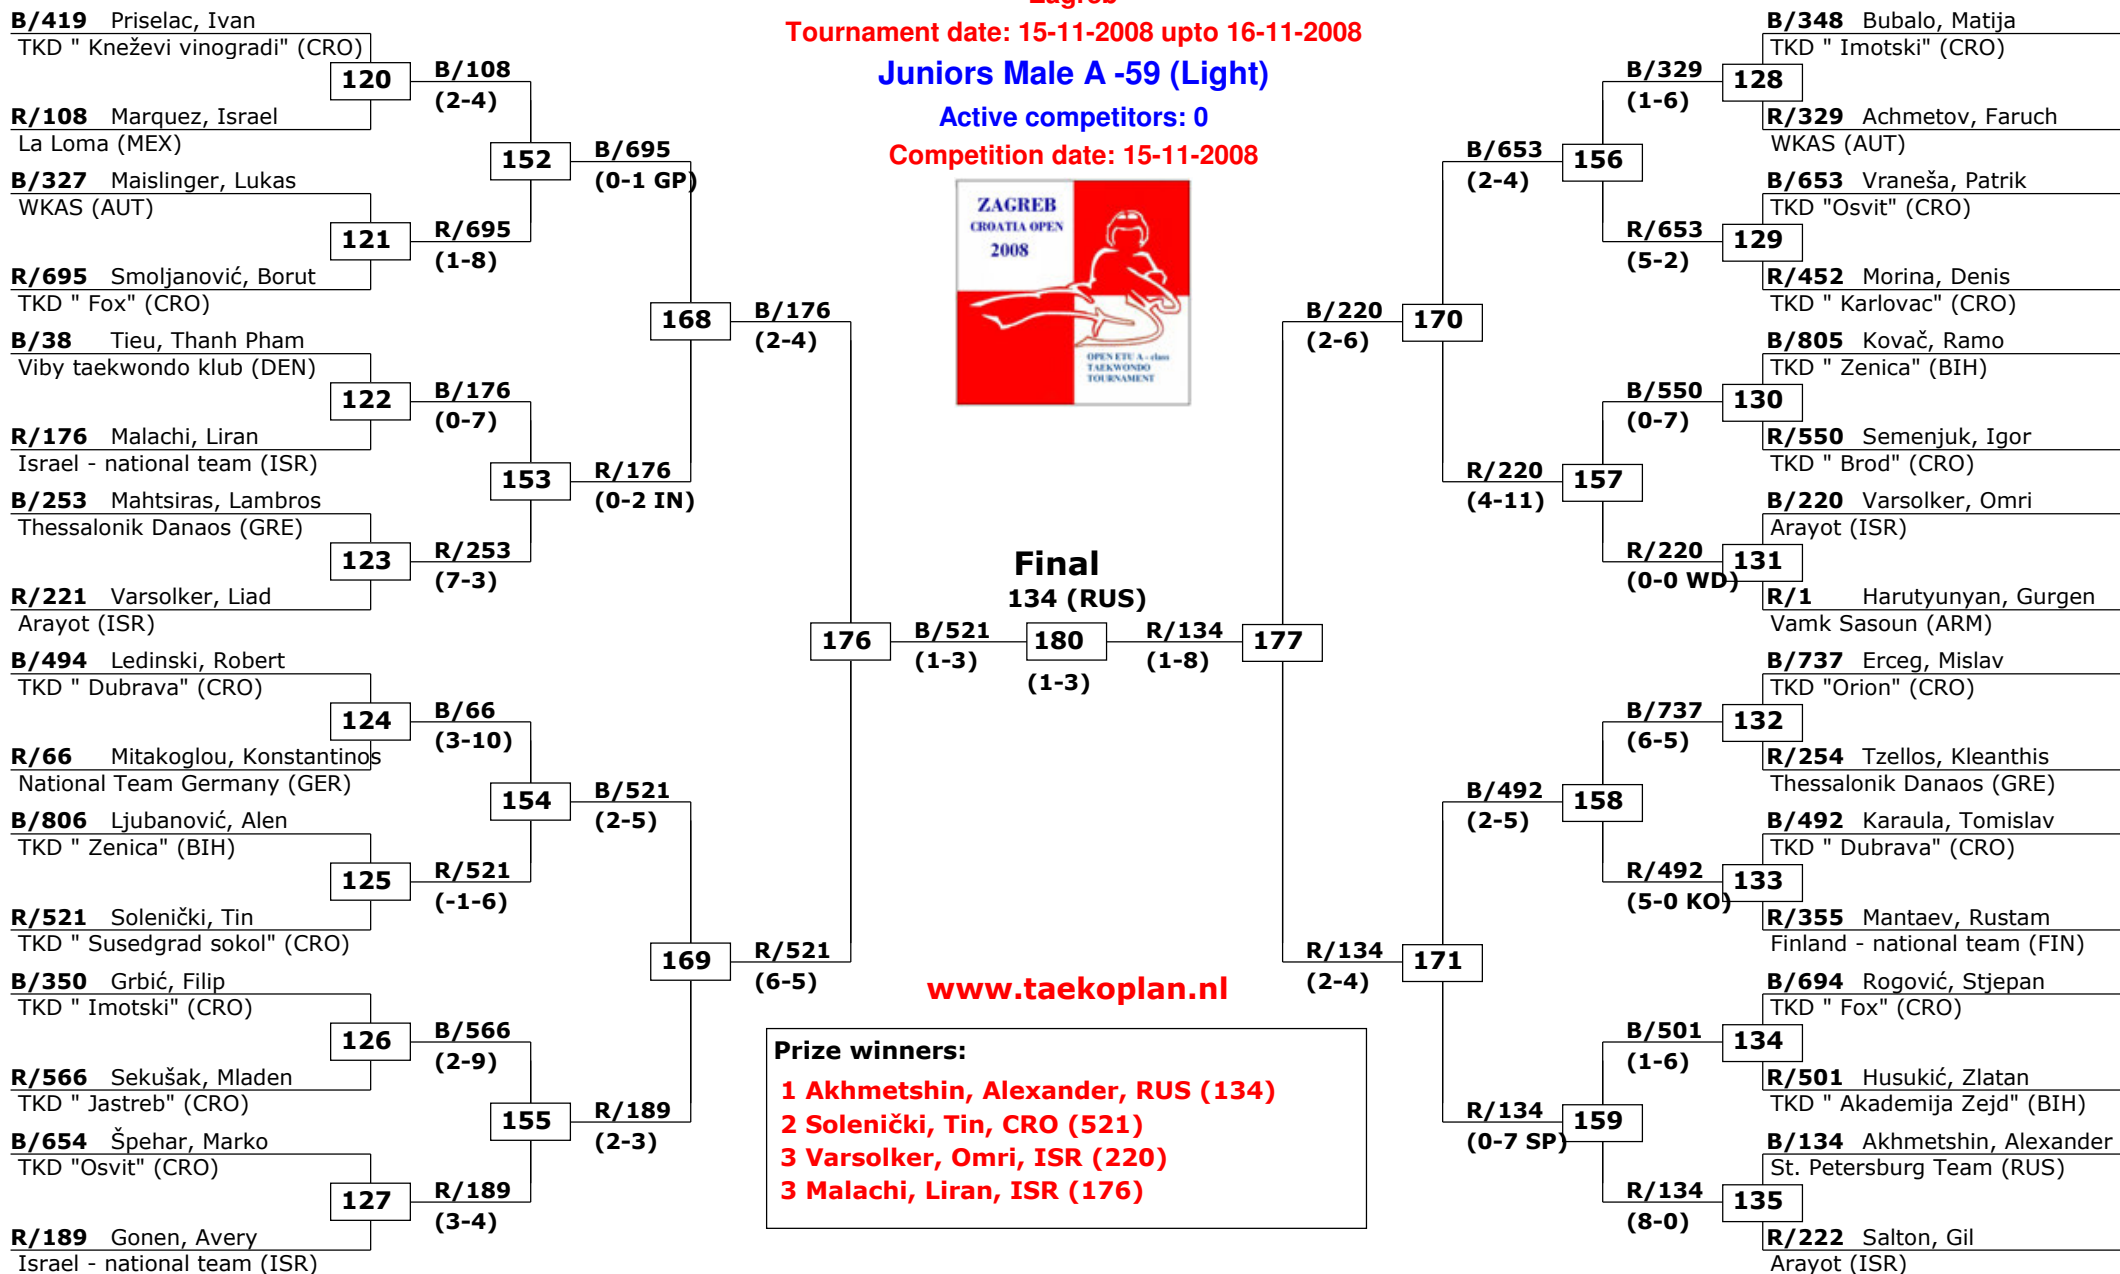 Zagreb
Tournament date: 15-11-2008 upto 16-11-2008
Juniors Male A -59 (Light)
Active competitors: 0
Competition date: 15-11-2008
ZAGREB
CROATIA OPEN
2008
OPEN ETU A - class
TAEKWONDO
TOURNAMENT
B/419 Priselac, Ivan
TKD " Kneževi vinogradi" (CRO)
120
R/108 Marquez, Israel
La Loma (MEX)
B/327 Maislinger, Lukas
WKAS (AUT)
121
R/695 Smoljanović, Borut
TKD " Fox" (CRO)
B/38 Tieu, Thanh Pham
Viby taekwondo klub (DEN)
122
R/176 Malachi, Liran
Israel - national team (ISR)
B/253 Mahtsiras, Lambros
Thessalonik Danaos (GRE)
123
R/221 Varsolker, Liad
Arayot (ISR)
B/494 Ledinski, Robert
TKD " Dubrava" (CRO)
124
R/66 Mitakoglou, Konstantinos
National Team Germany (GER)
B/806 Ljubanović, Alen
TKD " Zenica" (BIH)
125
R/521 Solenički, Tin
TKD " Susedgrad sokol" (CRO)
B/350 Grbić, Filip
TKD " Imotski" (CRO)
126
R/566 Sekušak, Mladen
TKD " Jastreb" (CRO)
B/654 Špehar, Marko
TKD "Osvit" (CRO)
127
R/189 Gonen, Avery
Israel - national team (ISR)
B/108
(2-4)
152
R/695
(1-8)
B/176
(0-7)
153
R/253
(7-3)
B/66
(3-10)
154
R/521
(-1-6)
B/566
(2-9)
155
R/189
(3-4)
B/695
(0-1 GP)
168
R/176
(0-2 IN)
B/521
(2-5)
169
R/189
(2-3)
B/176
(2-4)
176
R/521
(6-5)
B/521
(1-3)
Final
134 (RUS)
180
(1-3)
R/134
(1-8)
177
B/220
(2-6)
R/134
(2-4)
170
171
B/653
(2-4)
R/220
(4-11)
B/492
(2-5)
R/134
(0-7 SP)
156
157
158
159
B/329
(1-6)
R/653
(5-2)
B/550
(0-7)
R/220
(0-0 WD)
B/737
(6-5)
R/492
(5-0 KO)
B/501
(1-6)
R/134
(8-0)
B/348 Bubalo, Matija
TKD " Imotski" (CRO)
128
R/329 Achmetov, Faruch
WKAS (AUT)
B/653 Vraneša, Patrik
TKD "Osvit" (CRO)
129
R/452 Morina, Denis
TKD " Karlovac" (CRO)
B/805 Kovač, Ramo
TKD " Zenica" (BIH)
130
R/550 Semenjuk, Igor
TKD " Brod" (CRO)
B/220 Varsolker, Omri
Arayot (ISR)
131
R/1 Harutyunyan, Gurgen
Vamk Sasoun (ARM)
B/737 Erceg, Mislav
TKD "Orion" (CRO)
132
R/254 Tzellos, Kleanthis
Thessalonik Danaos (GRE)
B/492 Karaula, Tomislav
TKD " Dubrava" (CRO)
133
R/355 Mantaev, Rustam
Finland - national team (FIN)
B/694 Rogović, Stjepan
TKD " Fox" (CRO)
134
R/501 Husukić, Zlatan
TKD " Akademija Zejd" (BIH)
B/134 Akhmetshin, Alexander
St. Petersburg Team (RUS)
135
R/222 Salton, Gil
Arayot (ISR)
www.taekoplan.nl
Prize winners:
1 Akhmetshin, Alexander, RUS (134)
2 Solenički, Tin, CRO (521)
3 Varsolker, Omri, ISR (220)
3 Malachi, Liran, ISR (176)